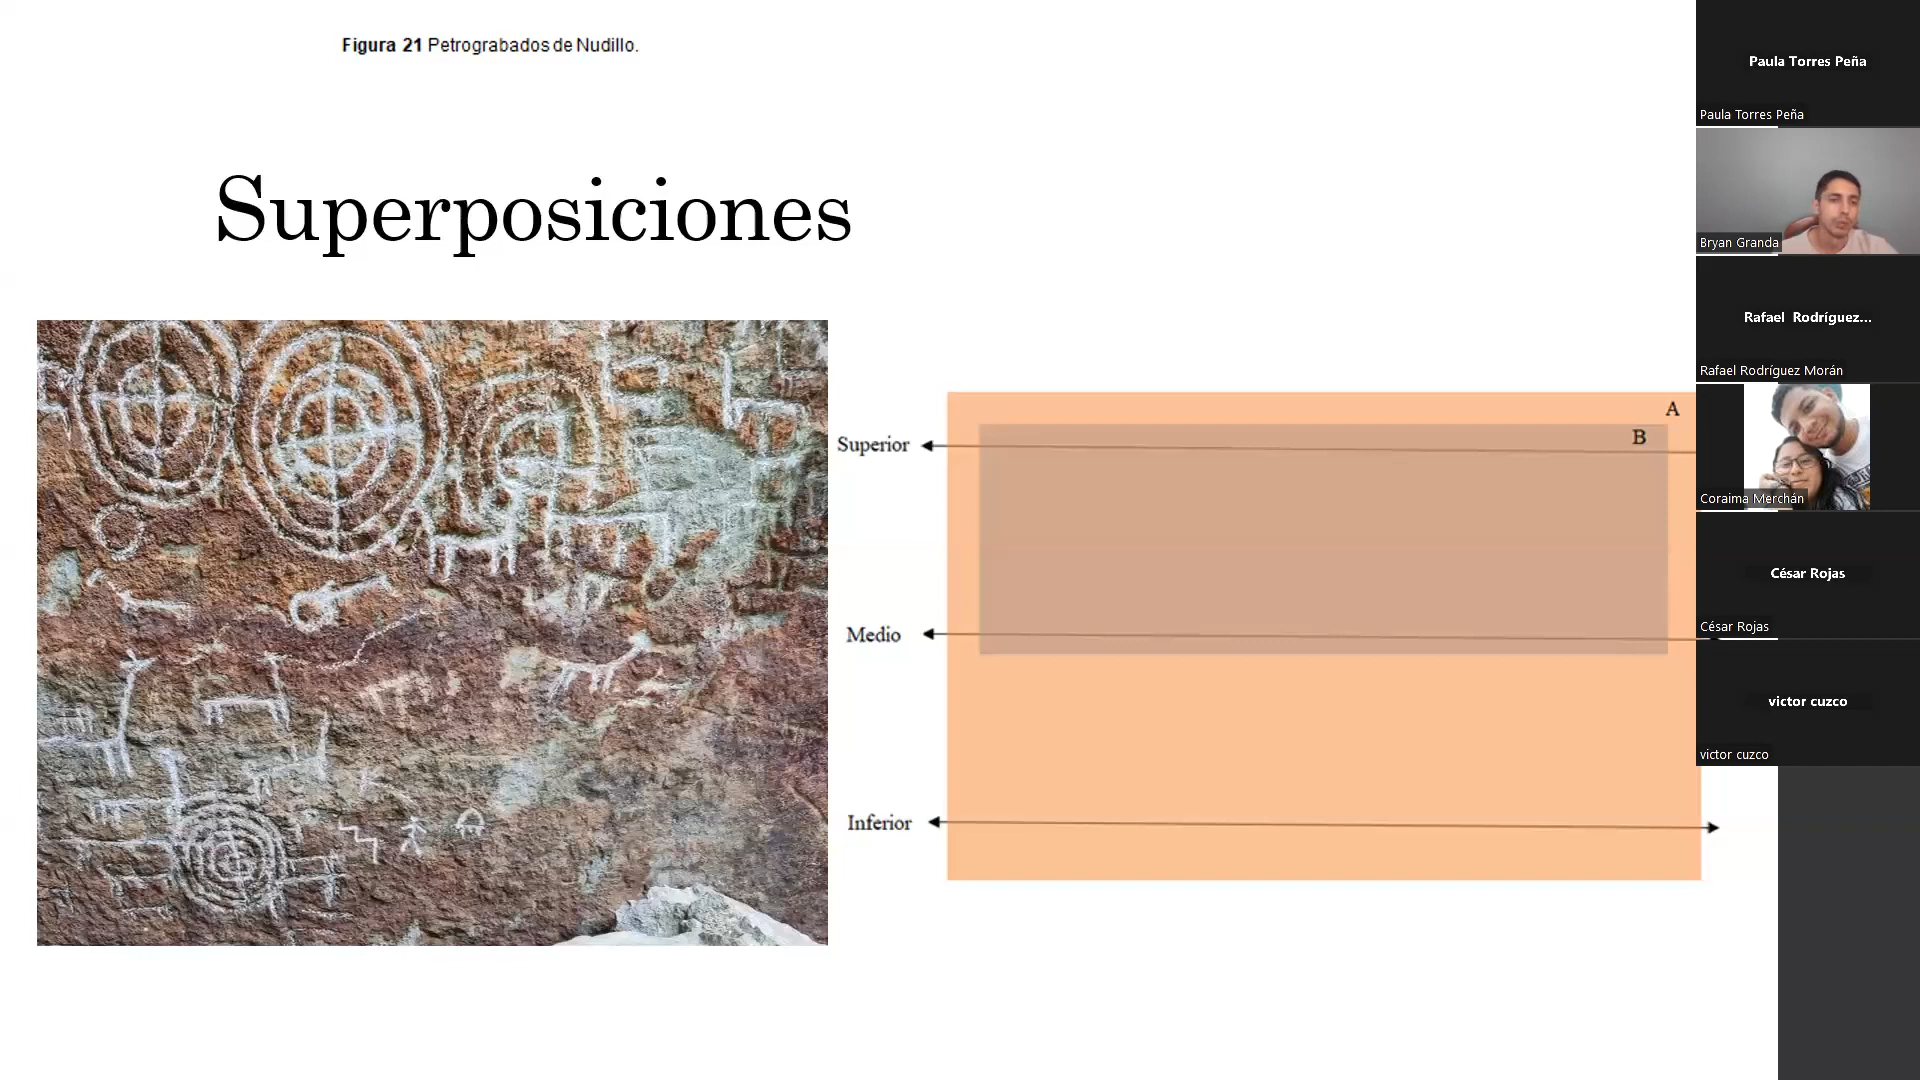 Figura 21 Petrograbados de Nudillo.
Superposiciones
A
B
Superior
Medio
Inferior
Paula Torres Peña
Paula Torres Peña
Bryan Granda
Rafael Rodríguez...
Rafael Rodríguez Morán
Coraima Merchán
César Rojas
César Rojas
victor cuzco
victor cuzco